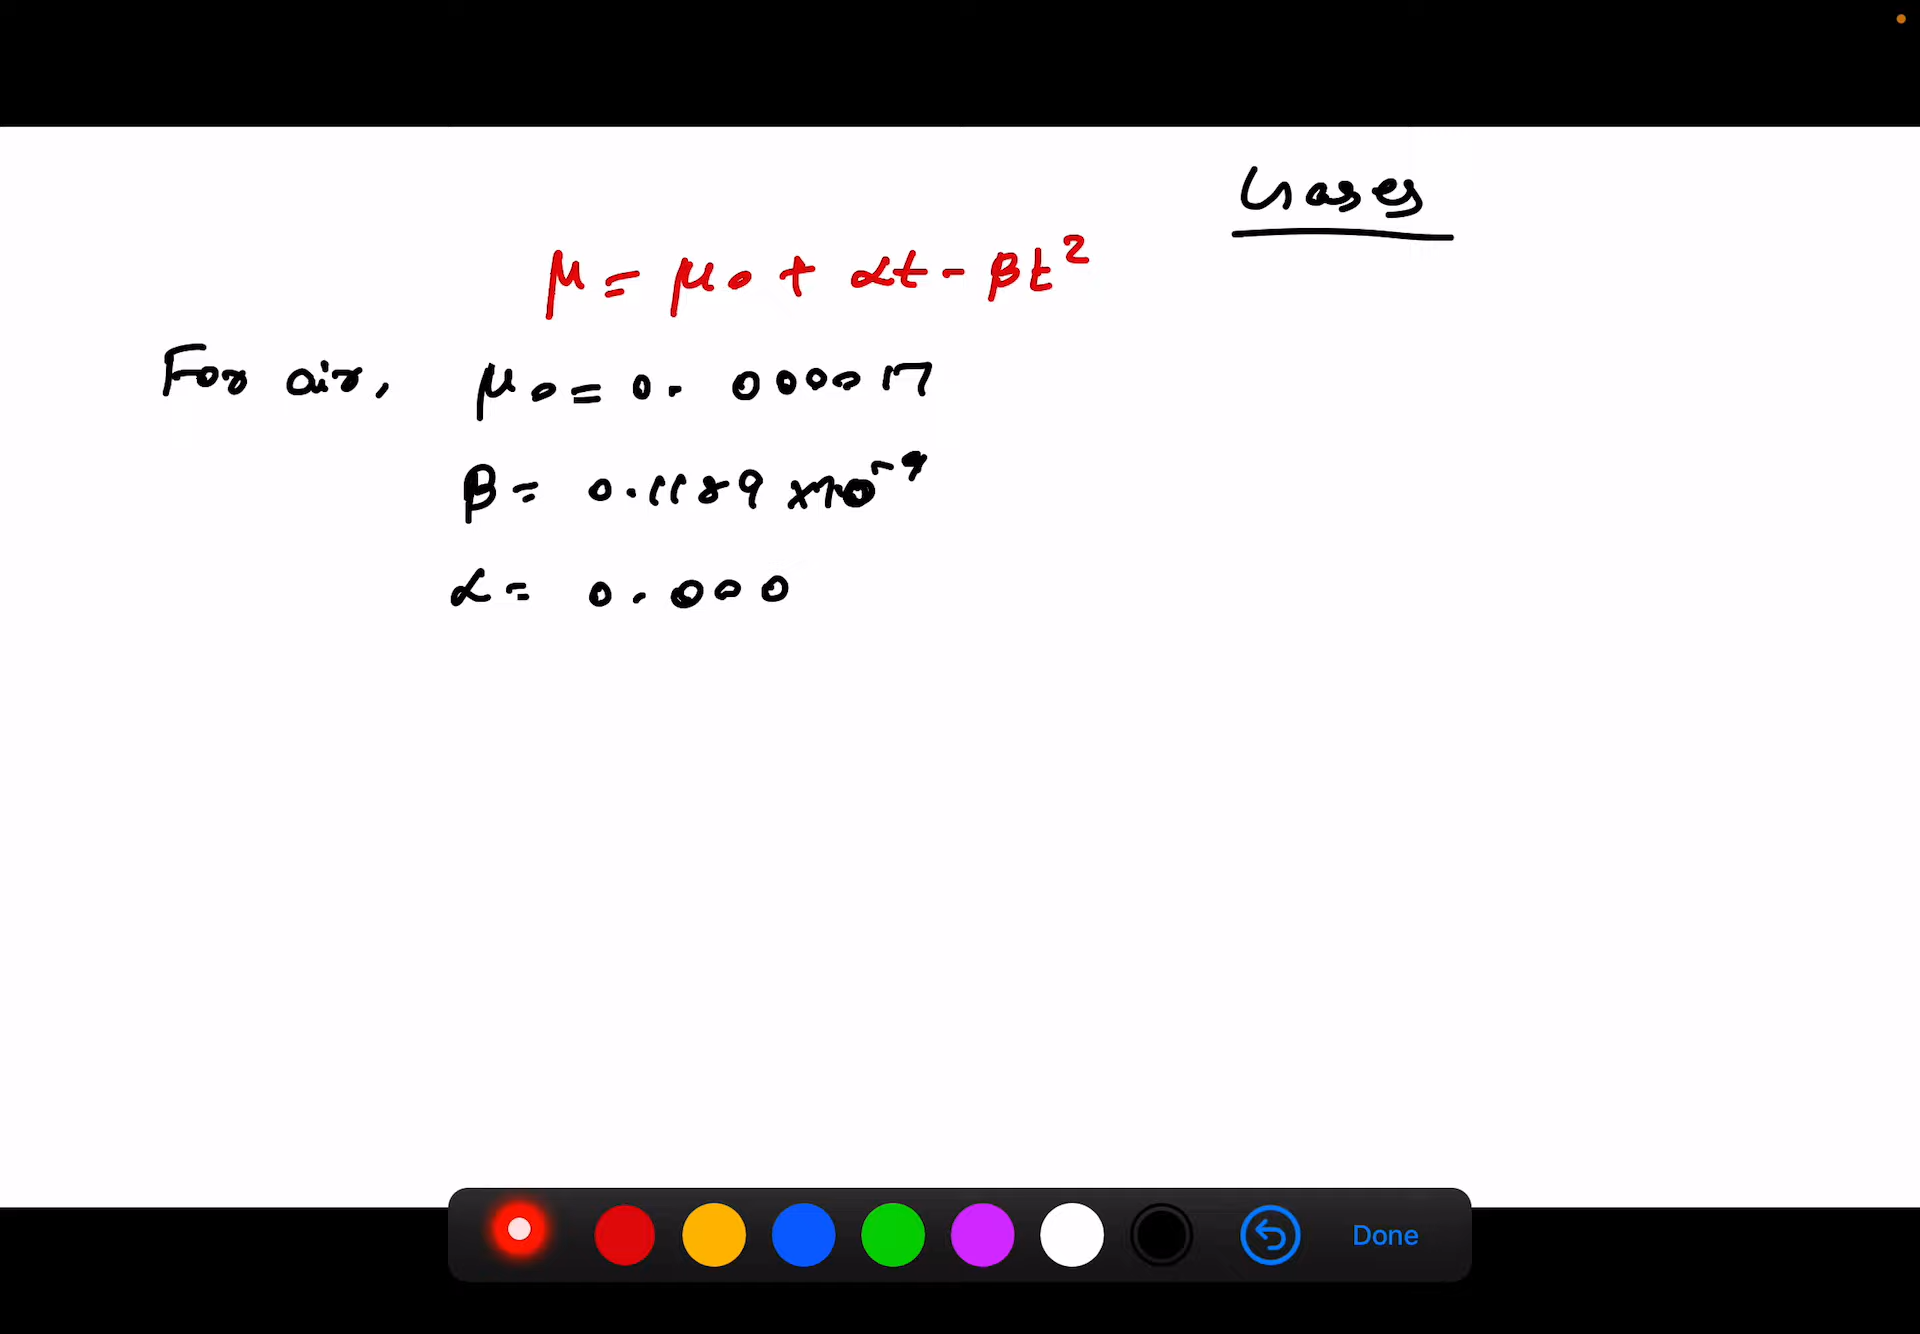 Gases
μ = μ₀ + αt - βt²
For air, μ₀ = 0.000017
β = 0.1189 x10⁻⁹
α = 0.000
Done